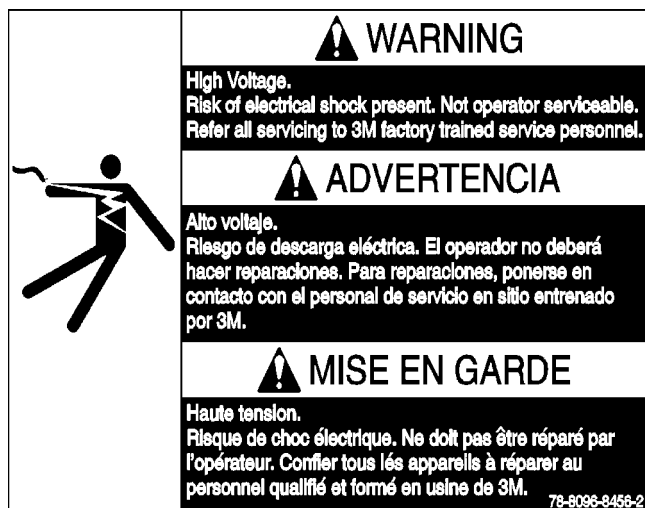 WARNING
High Voltage.
Risk of electrical shock present. Not operator serviceable.
Refer all servicing to 3M factory trained service personnel.
ADVERTENCIA
Alto voltaje.
Riesgo de descarga eléctrica. El operador no deberá
hacer reparaciones. Para reparaciones, ponerse en
contacto con el personal de servicio en sitio entrenado
por 3M.
MISE EN GARDE
Haute tension.
Risque de choc électrique. Ne doit pas être réparé par
l'opérateur. Confier tous lés appareils à réparer au
personnel qualifié et formé en usine de 3M.
78-8096-8456-2